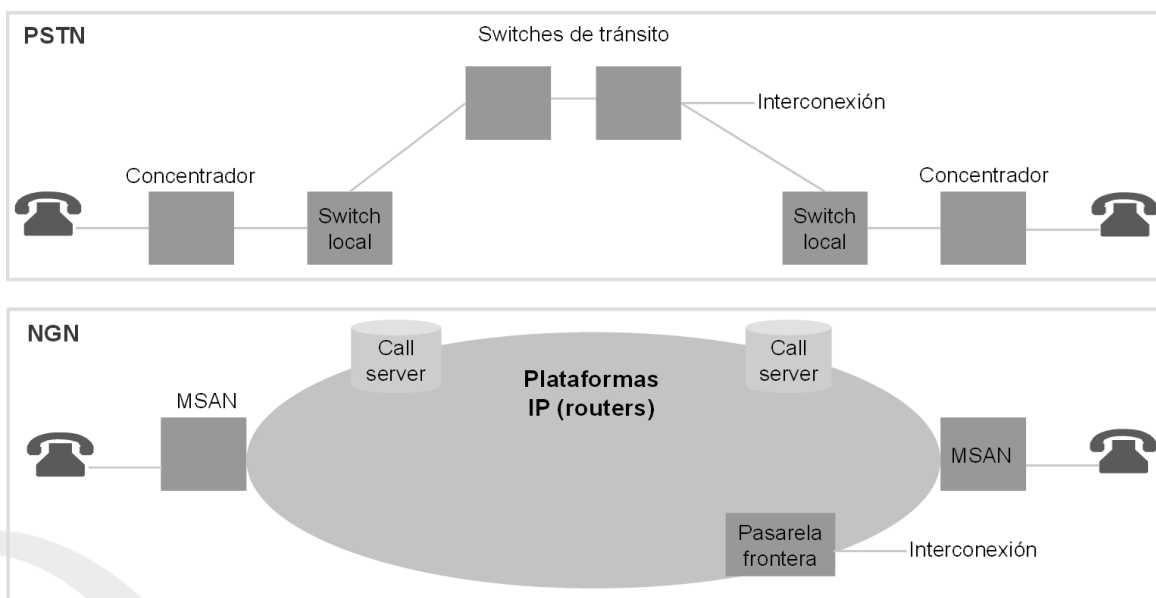 PSTN
Switches de tránsito
Interconexión
Concentrador
Concentrador
Switch
local
Switch
local
NGN
Call
server
Call
server
Plataformas
IP (routers)
MSAN
MSAN
Pasarela
frontera
Interconexión